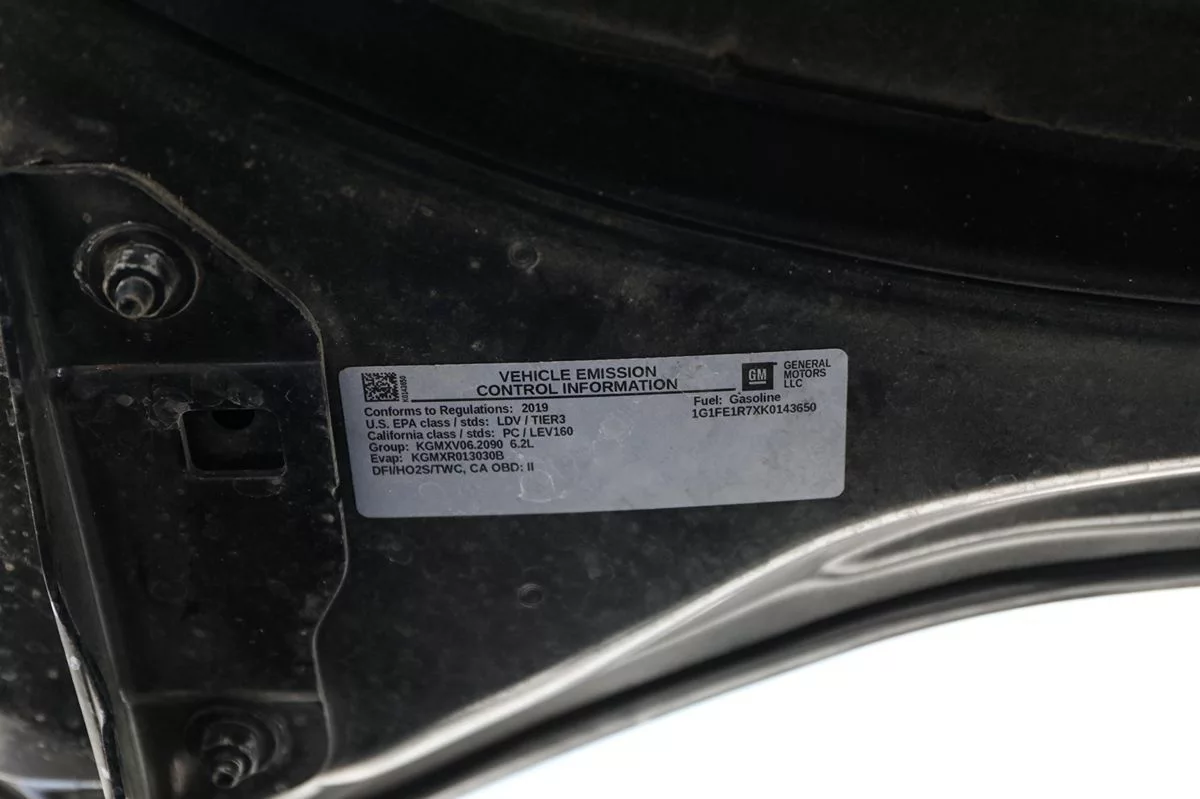 VEHICLE EMISSION
CONTROL INFORMATION
GM
GENERAL
MOTORS
LLC
K0143650
Conforms to Regulations: 2019
U.S. EPA class / stds: LDV / TIER3
California class / stds: PC / LEV160
Group: KGMXV06.2090 6.2L
Evap: KGMXR013030B
DFI/HO2S/TWC, CA OBD: II
Fuel: Gasoline
1G1FE1R7XK0143650